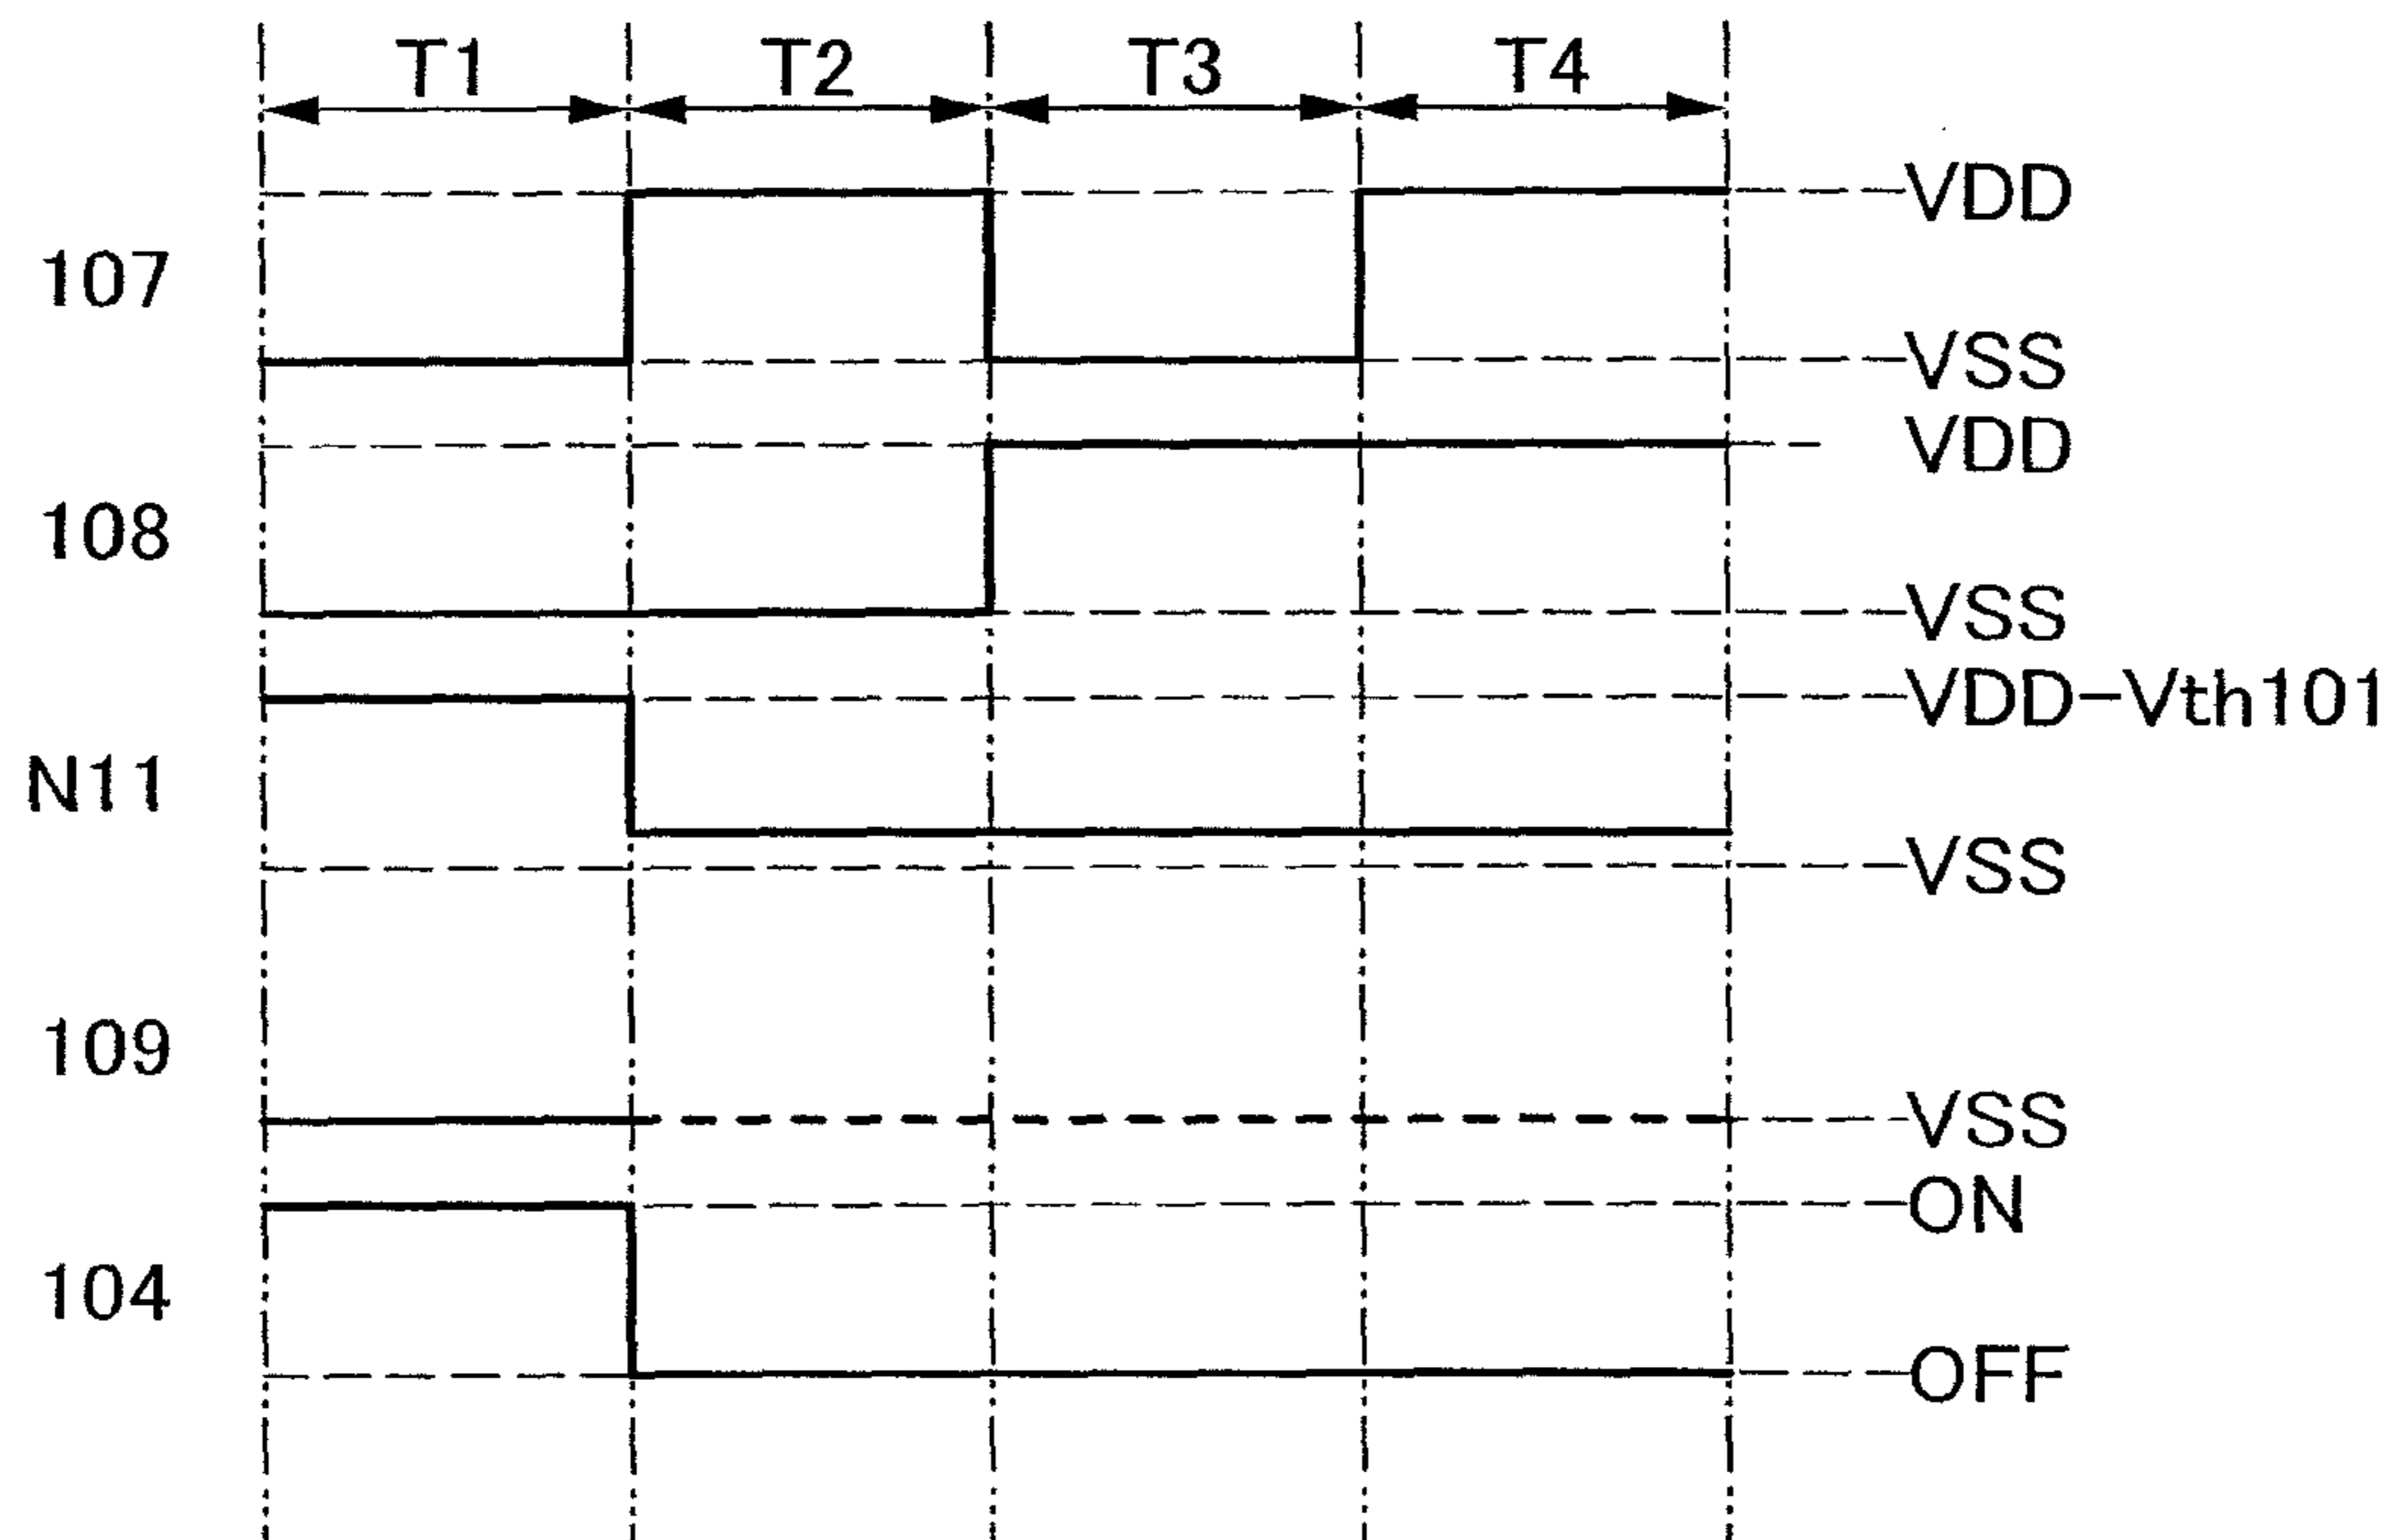 T1 T2 T3 T4
VDD
107
VSS
VDD
108
VSS
VDD-Vth101
N11
VSS
109
VSS
ON
104
OFF